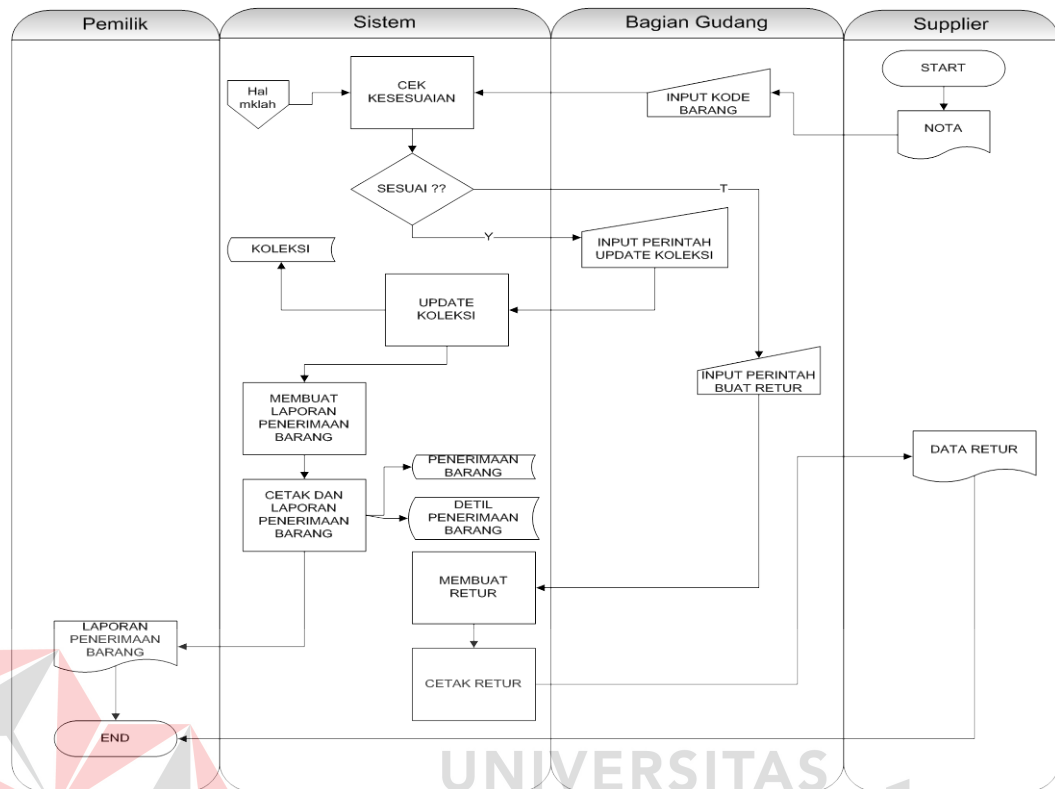 Pemilik
Sistem
Bagian Gudang
Supplier
START
Hal
mklah
CEK
KESESUAIAN
INPUT KODE
BARANG
NOTA
SESUAI ??
T
Y
KOLEKSI
INPUT PERINTAH
UPDATE KOLEKSI
UPDATE
KOLEKSI
INPUT PERINTAH
BUAT RETUR
MEMBUAT
LAPORAN
PENERIMAAN
BARANG
DATA RETUR
PENERIMAAN
BARANG
CETAK DAN
LAPORAN
PENERIMAAN
BARANG
DETIL
PENERIMAAN
BARANG
MEMBUAT
RETUR
LAPORAN
PENERIMAAN
BARANG
CETAK RETUR
END
UNIVERSITAS